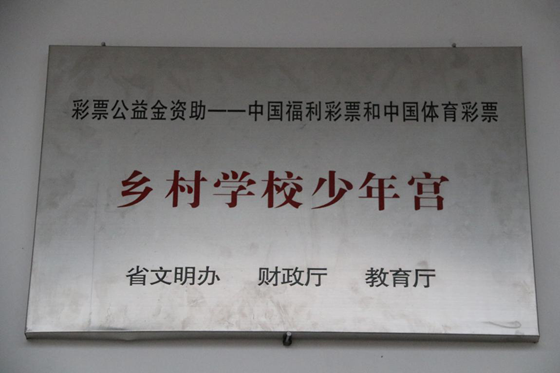 彩票公益金资助——中国福利彩票和中国体育彩票
乡村学校少年宫
省文明办 财政厅 教育厅